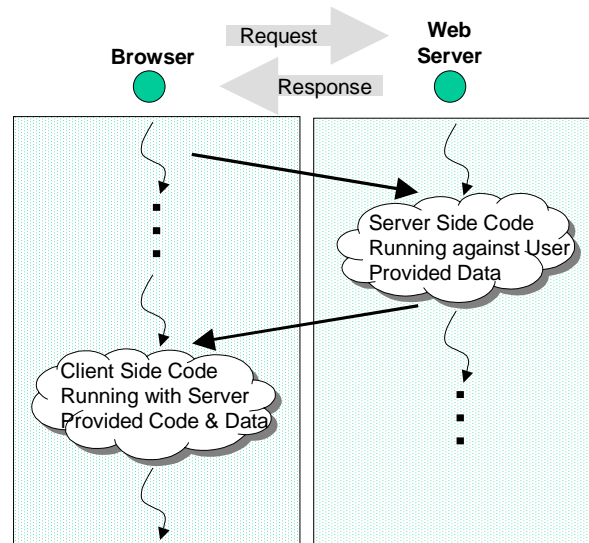 Request
Web
Server
Browser
Response
Server Side Code
Running against User
Provided Data
Client Side Code
Running with Server
Provided Code & Data